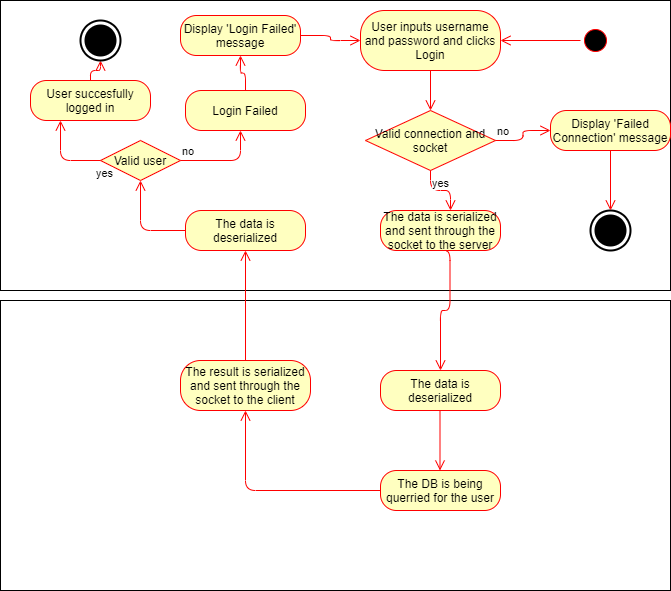 Display 'Login Failed'
message
User inputs username
and password and clicks
Login
User succesfully
logged in
Login Failed
Display 'Failed
Connection' message
Valid connection and
socket
no
no
Valid user
yes
yes
The data is
deserialized
The data is serialized
and sent through the
socket to the server
The result is serialized
and sent through the
socket to the client
The data is
deserialized
The DB is being
querried for the user